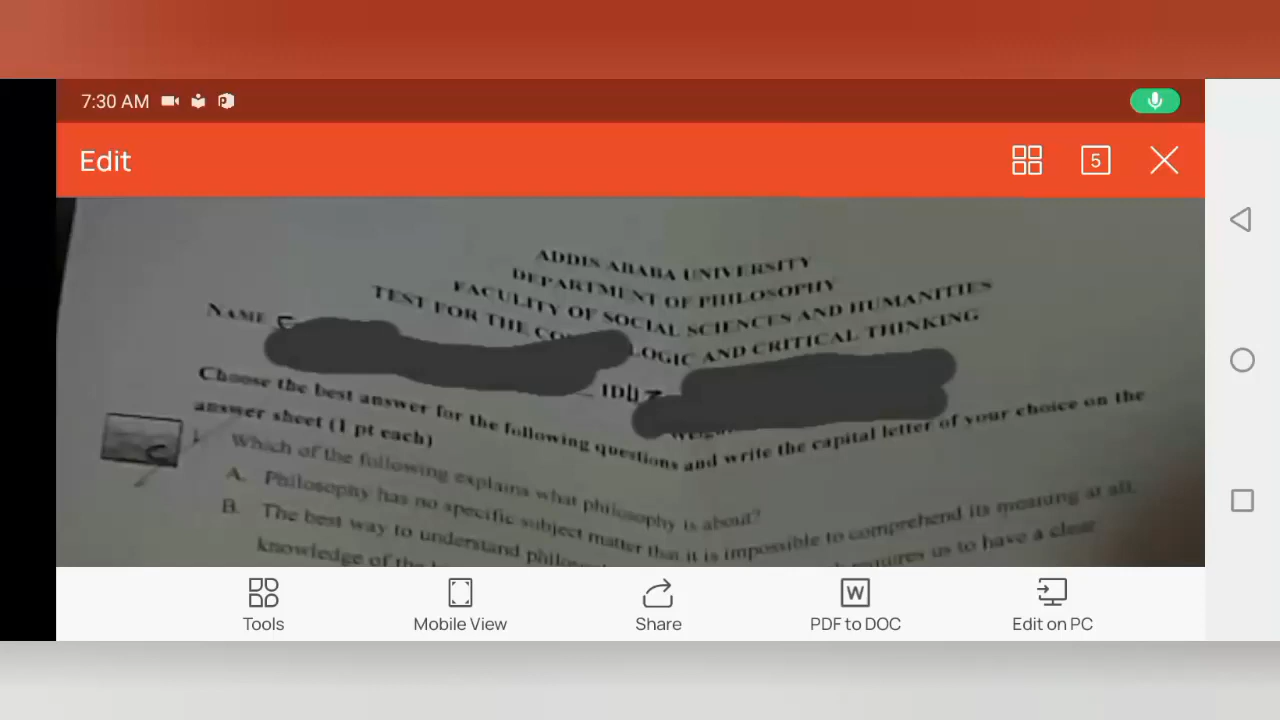 7:30 AM
Edit
5
ADDIS ABABA UNIVERSITY
DEPARTMENT OF PHILOSOPHY
FACULITY OF SOCIAL SCIENCES AND HUMANITIES
TEST FOR THE LOGIC AND CRITICAL THINKING
NAME
ID
Choose the best answer for the following questions and write the capital letter of your choice on the
answer sheet (1 pt each)
C
1. Which of the following explains what philosophy is about?
A. Philosophy has no specific subject matter that it is impossible to comprehend its meaning at all.
B. The best way to understand requires us to have a clear
knowledge of the
Tools
Mobile View
Share
W
PDF to DOC
Edit on PC